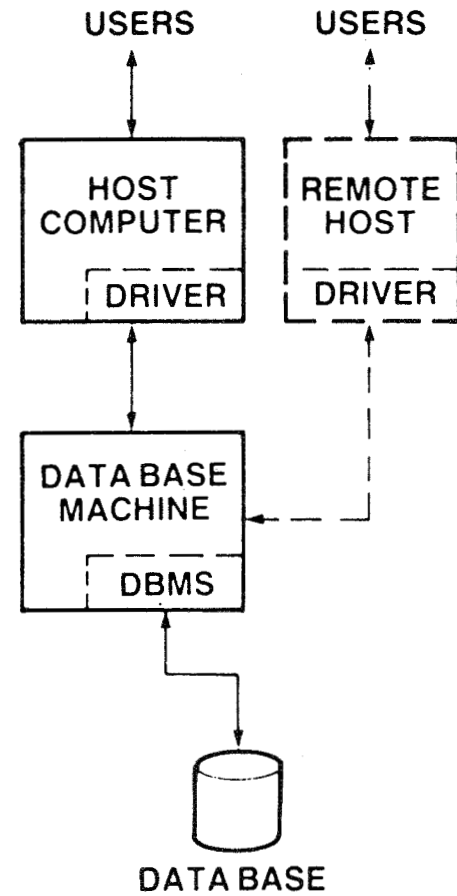 USERS
USERS
HOST
COMPUTER
DRIVER
REMOTE
HOST
DRIVER
DATA BASE
MACHINE
DBMS
DATA BASE